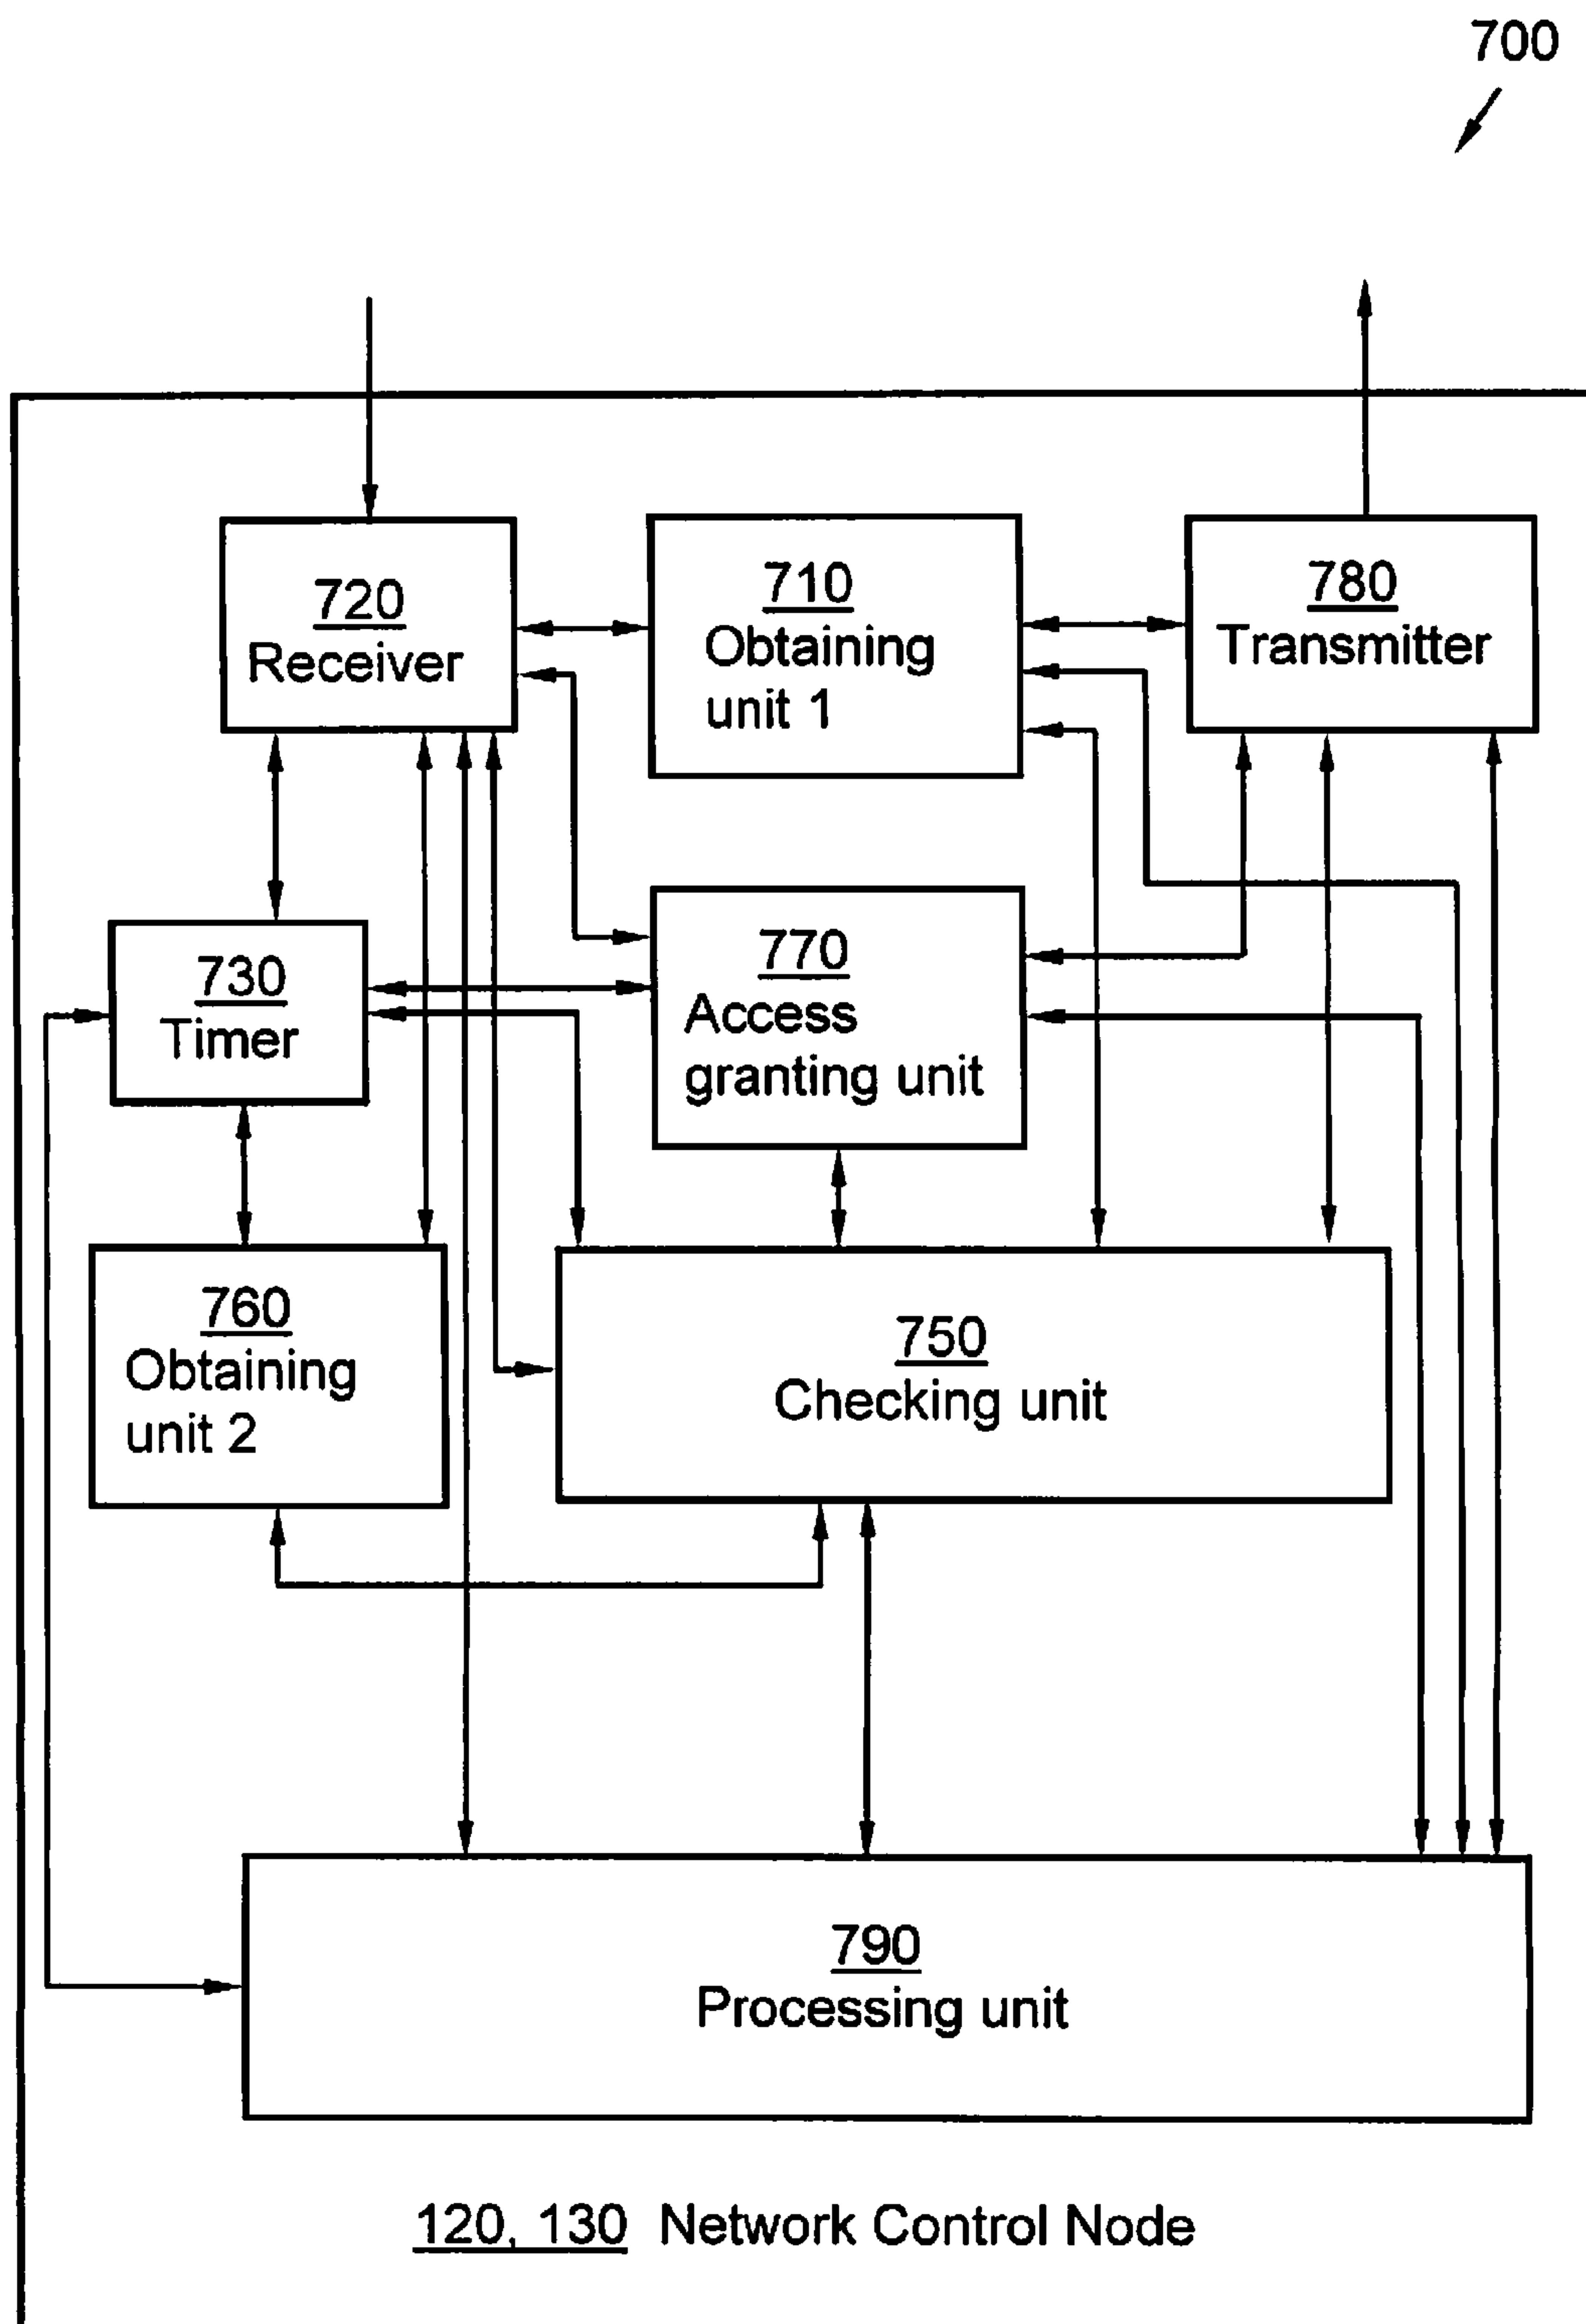 700
720
Receiver
710
Obtaining
unit 1
780
Transmitter
730
Timer
770
Access
granting unit
760
Obtaining
unit 2
750
Checking unit
790
Processing unit
120, 130 Network Control Node